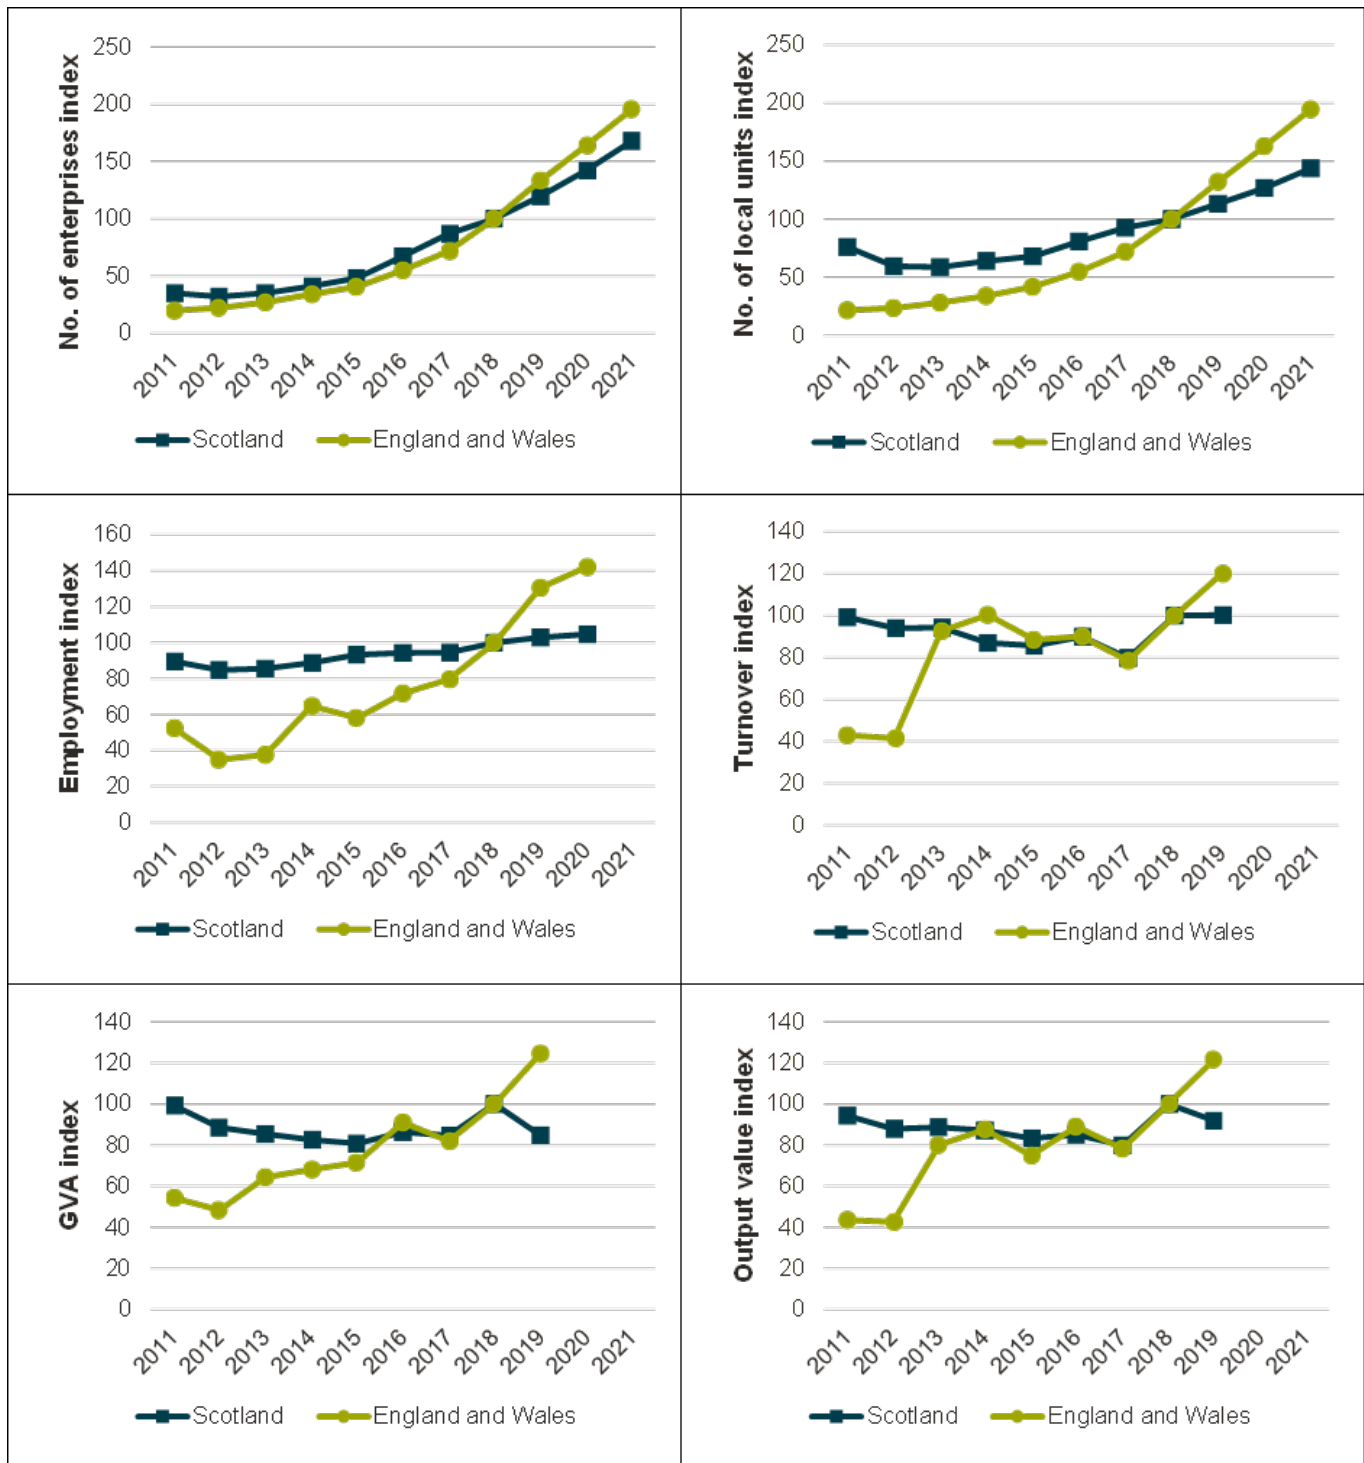 No. of enterprises index
250
200
150
100
50
0
2011 2012 2013 2014 2015 2016 2017 2018 2019 2020 2021
Scotland England and Wales
No. of local units index
250
200
150
100
50
0
2011 2012 2013 2014 2015 2016 2017 2018 2019 2020 2021
Scotland England and Wales
Employment index
160
140
120
100
80
60
40
20
0
2011 2012 2013 2014 2015 2016 2017 2018 2019 2020 2021
Scotland England and Wales
Turnover index
140
120
100
80
60
40
20
0
2011 2012 2013 2014 2015 2016 2017 2018 2019 2020 2021
Scotland England and Wales
GVA index
140
120
100
80
60
40
20
0
2011 2012 2013 2014 2015 2016 2017 2018 2019 2020 2021
Scotland England and Wales
Output value index
140
120
100
80
60
40
20
0
2011 2012 2013 2014 2015 2016 2017 2018 2019 2020 2021
Scotland England and Wales